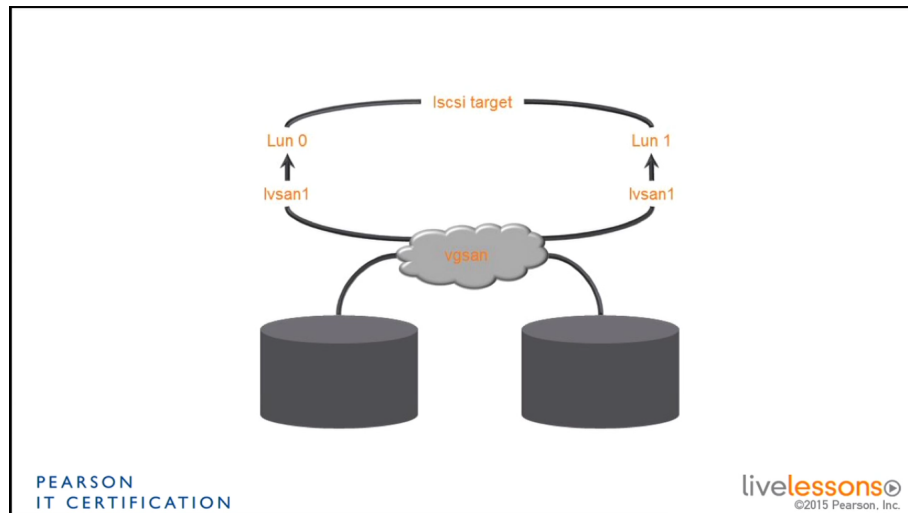 Iscsi target
Lun 0
Lun 1
lvsan1
lvsan1
vgsan
PEARSON
IT CERTIFICATION
livelessons
©2015 Pearson, Inc.